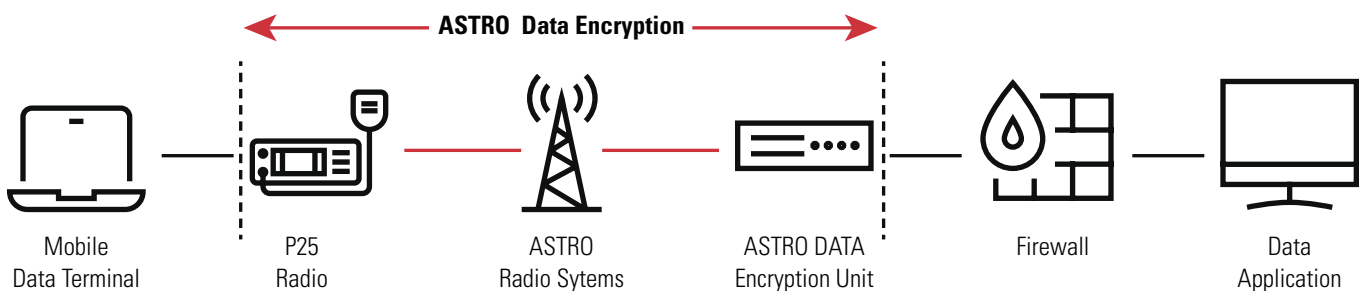 ASTRO Data Encryption
Mobile
Data Terminal
P25
Radio
ASTRO
Radio Sytems
ASTRO DATA
Encryption Unit
Firewall
Data
Application